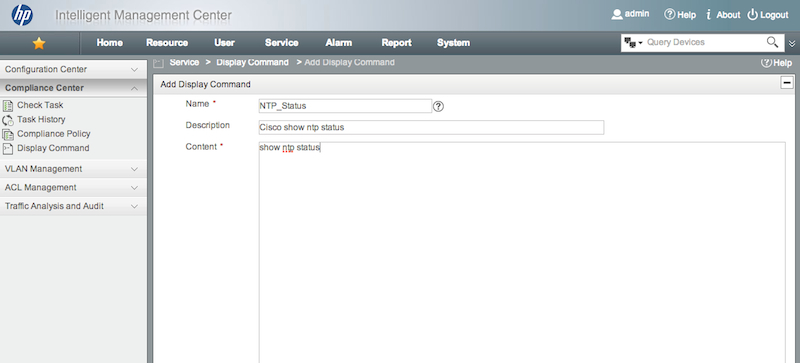 hp Intelligent Management Center
admin ? Help i About Logout
Home Resource User Service Alarm Report System
Query Devices
Configuration Center
Compliance Center
Check Task
Task History
Compliance Policy
Display Command
VLAN Management
ACL Management
Traffic Analysis and Audit
Service > Display Command > Add Display Command
? Help
Add Display Command
Name * NTP_Status ?
Description Cisco show ntp status
Content * show ntp status